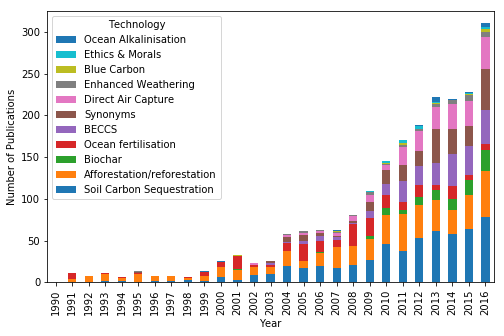 Technology
Ocean Alkalinisation
Ethics & Morals
Blue Carbon
Enhanced Weathering
Direct Air Capture
Synonyms
BECCS
Ocean fertilisation
Biochar
Afforestation/reforestation
Soil Carbon Sequestration
Number of Publications
300
250
200
150
100
50
0
1990 1991 1992 1993 1994 1995 1996 1997 1998 1999 2000 2001 2002 2003 2004 2005 2006 2007 2008 2009 2010 2011 2012 2013 2014 2015 2016
Year